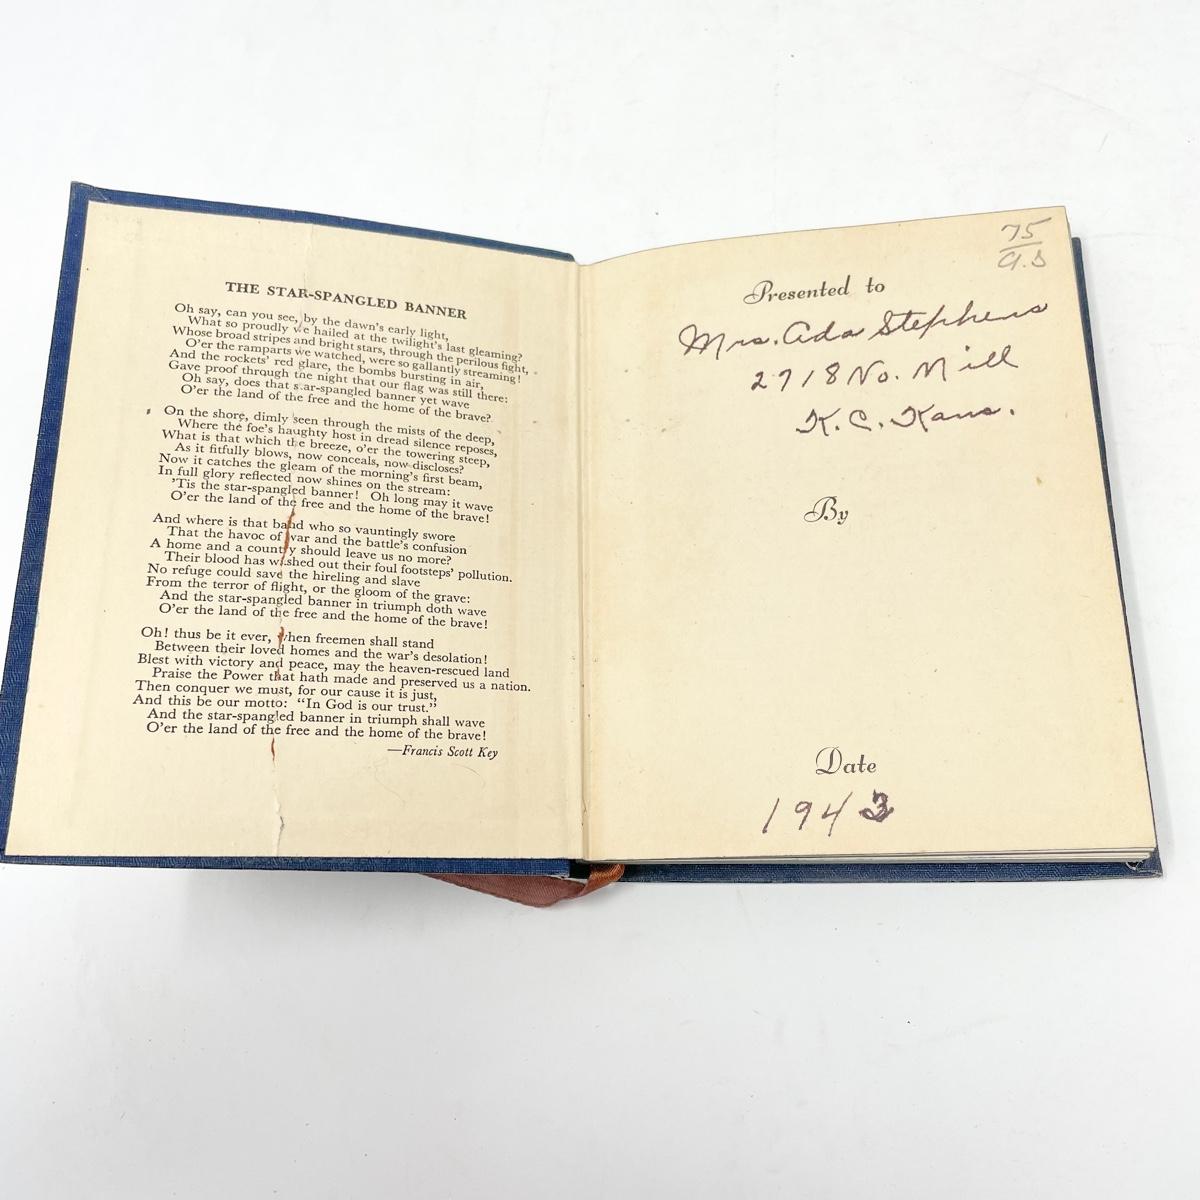 THE STAR-SPANGLED BANNER
Oh say, can you see, by the dawn's early light,
What so proudly we hailed at the twilight's last gleaming?
Whose broad stripes and bright stars, through the perilous fight,
O'er the ramparts we watched, were so gallantly streaming!
And the rockets' red glare, the bombs bursting in air,
Gave proof through the night that our flag was still there:
Oh say, does that star-spangled banner yet wave
O'er the land of the free and the home of the brave?
On the shore, dimly seen through the mists of the deep,
Where the foe's haughty host in dread silence reposes,
What is that which the breeze, o'er the towering steep,
As it fitfully blows, now conceals, now discloses?
Now it catches the gleam of the morning's first beam,
In full glory reflected now shines on the stream:
'Tis the star-spangled banner! Oh long may it wave
O'er the land of the free and the home of the brave!
And where is that band who so vauntingly swore
That the havoc of war and the battle's confusion
A home and a country should leave us no more?
Their blood has washed out their foul footsteps' pollution.
No refuge could save the hireling and slave
From the terror of flight, or the gloom of the grave:
And the star-spangled banner in triumph doth wave
O'er the land of the free and the home of the brave!
Oh! thus be it ever, when freemen shall stand
Between their loved homes and the war's desolation!
Blest with victory and peace, may the heaven-rescued land
Praise the Power that hath made and preserved us a nation.
Then conquer we must, for our cause it is just,
And this be our motto: "In God is our trust."
And the star-spangled banner in triumph shall wave
O'er the land of the free and the home of the brave!
—Francis Scott Key
75
Presented to
Mrs. Ada Stephens
2718 No. Mill
K.C. Kans.
By
Date
1943